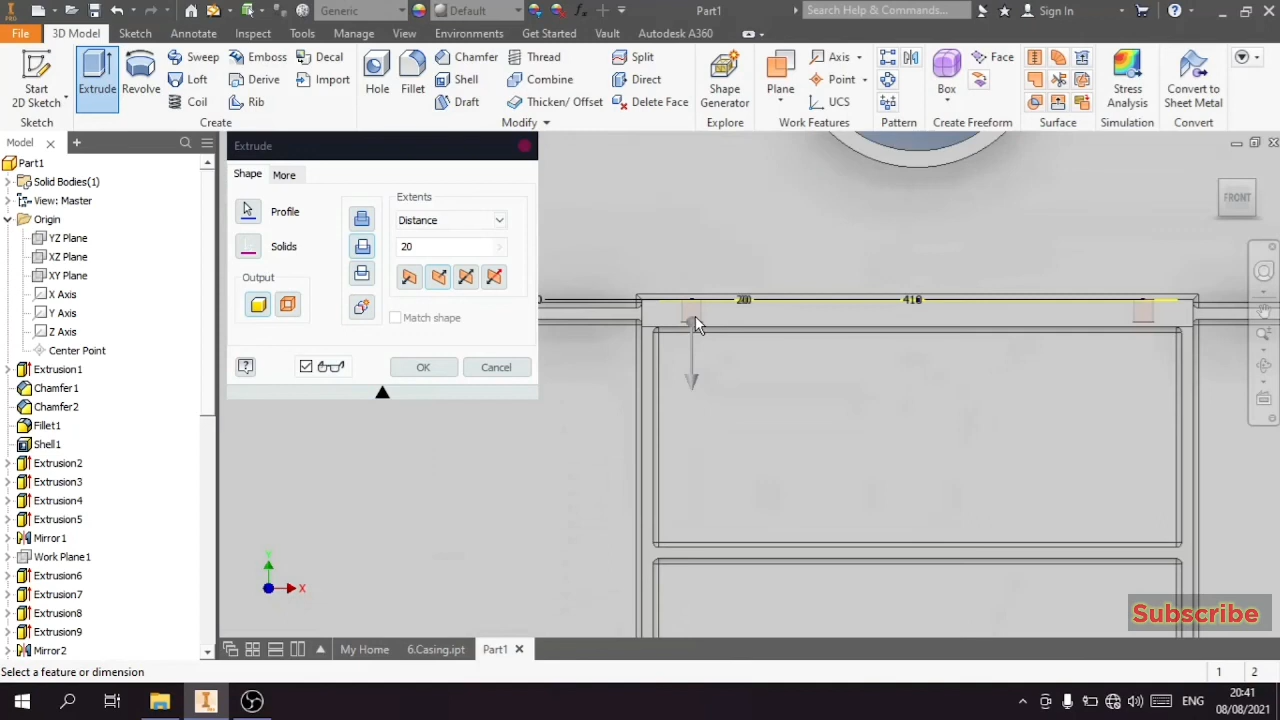 Generic
Default
Part1
Search Help & Commands...
Sign In
PRO
File
3D Model
Sketch
Annotate
Inspect
Tools
Manage
View
Environments
Get Started
Vault
Autodesk A360
Start
2D Sketch
Extrude
Revolve
Sweep
Loft
Coil
Emboss
Derive
Rib
Decal
Import
Hole
Fillet
Chamfer
Shell
Draft
Thread
Combine
Thicken/ Offset
Split
Direct
Delete Face
Shape
Generator
Plane
Axis
Point
UCS
Box
Face
Stress
Analysis
Convert to
Sheet Metal
Sketch
Create
Modify
Explore
Work Features
Pattern
Create Freeform
Surface
Simulation
Convert
Model
Part1
Solid Bodies(1)
View: Master
Origin
YZ Plane
XZ Plane
XY Plane
X Axis
Y Axis
Z Axis
Center Point
Extrusion1
Chamfer1
Chamfer2
Fillet1
Shell1
Extrusion2
Extrusion3
Extrusion4
Extrusion5
Mirror1
Work Plane1
Extrusion6
Extrusion7
Extrusion8
Extrusion9
Mirror2
Extrude
Shape
More
Profile
Solids
Output
Extents
Distance
20
Match shape
OK
Cancel
FRONT
200
410
Y
X
Subscribe
My Home
6.Casing.ipt
Part1
Select a feature or dimension
1
2
ENG
20:41
08/08/2021